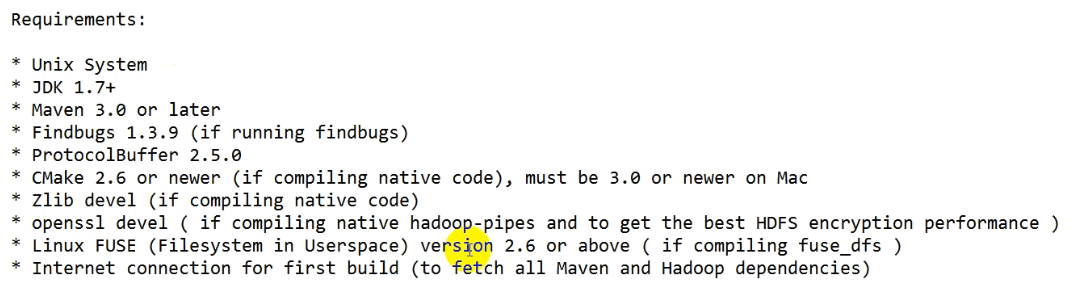 Requirements:
* Unix System
* JDK 1.7+
* Maven 3.0 or later
* Findbugs 1.3.9 (if running findbugs)
* ProtocolBuffer 2.5.0
* CMake 2.6 or newer (if compiling native code), must be 3.0 or newer on Mac
* Zlib devel (if compiling native code)
* openssl devel ( if compiling native hadoop-pipes and to get the best HDFS encryption performance )
* Linux FUSE (Filesystem in Userspace) version 2.6 or above ( if compiling fuse_dfs )
* Internet connection for first build (to fetch all Maven and Hadoop dependencies)